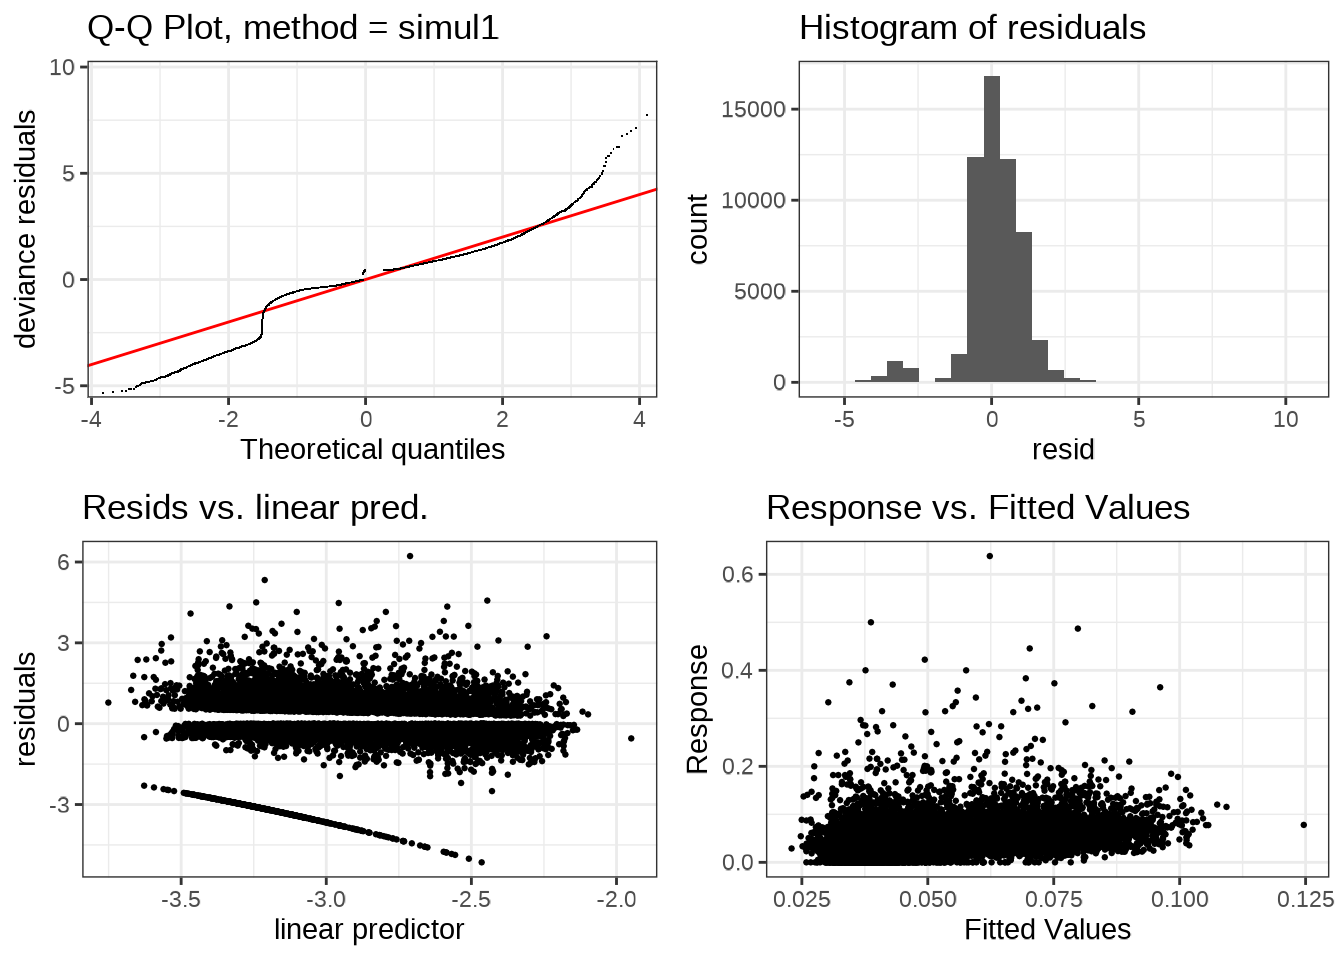 Q-Q Plot, method = simul1
10
5
0
-5
deviance residuals
-4 -2 0 2 4
Theoretical quantiles
Histogram of residuals
15000
10000
5000
0
count
-5 0 5 10
resid
Resids vs. linear pred.
6
3
0
-3
residuals
-3.5 -3.0 -2.5 -2.0
linear predictor
Response vs. Fitted Values
0.6
0.4
0.2
0.0
Response
0.025 0.050 0.075 0.100 0.125
Fitted Values